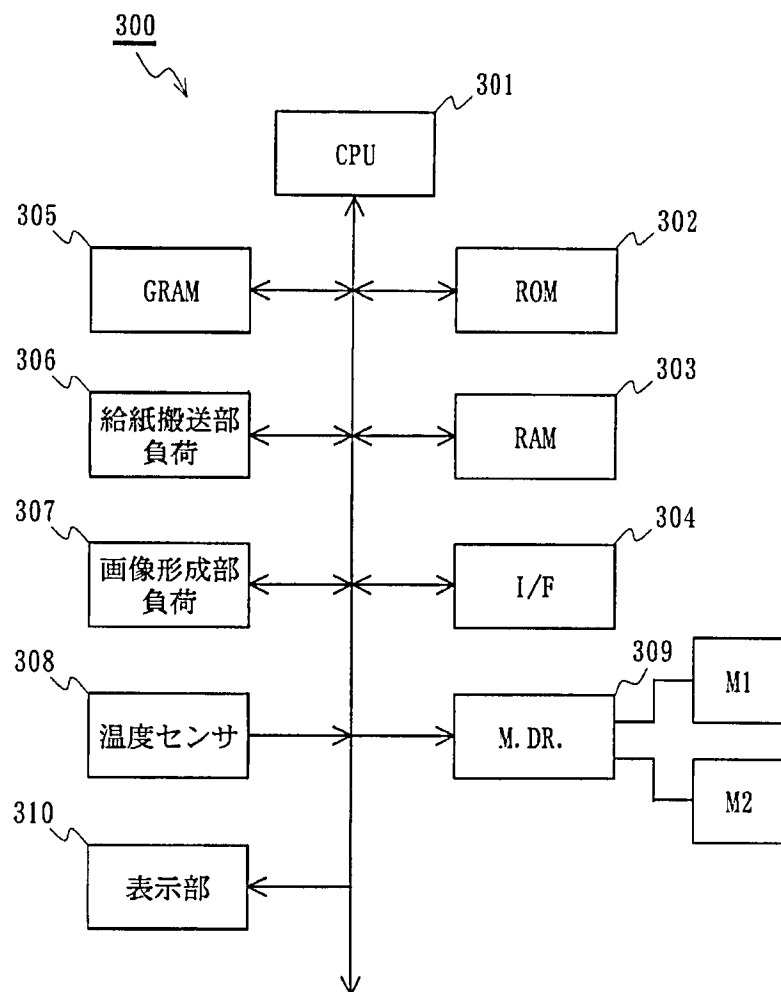 300
301
CPU
305
GRAM
302
ROM
306
給紙搬送部
負荷
303
RAM
307
画像形成部
負荷
304
I/F
308
温度センサ
309
M.DR.
M1
M2
310
表示部